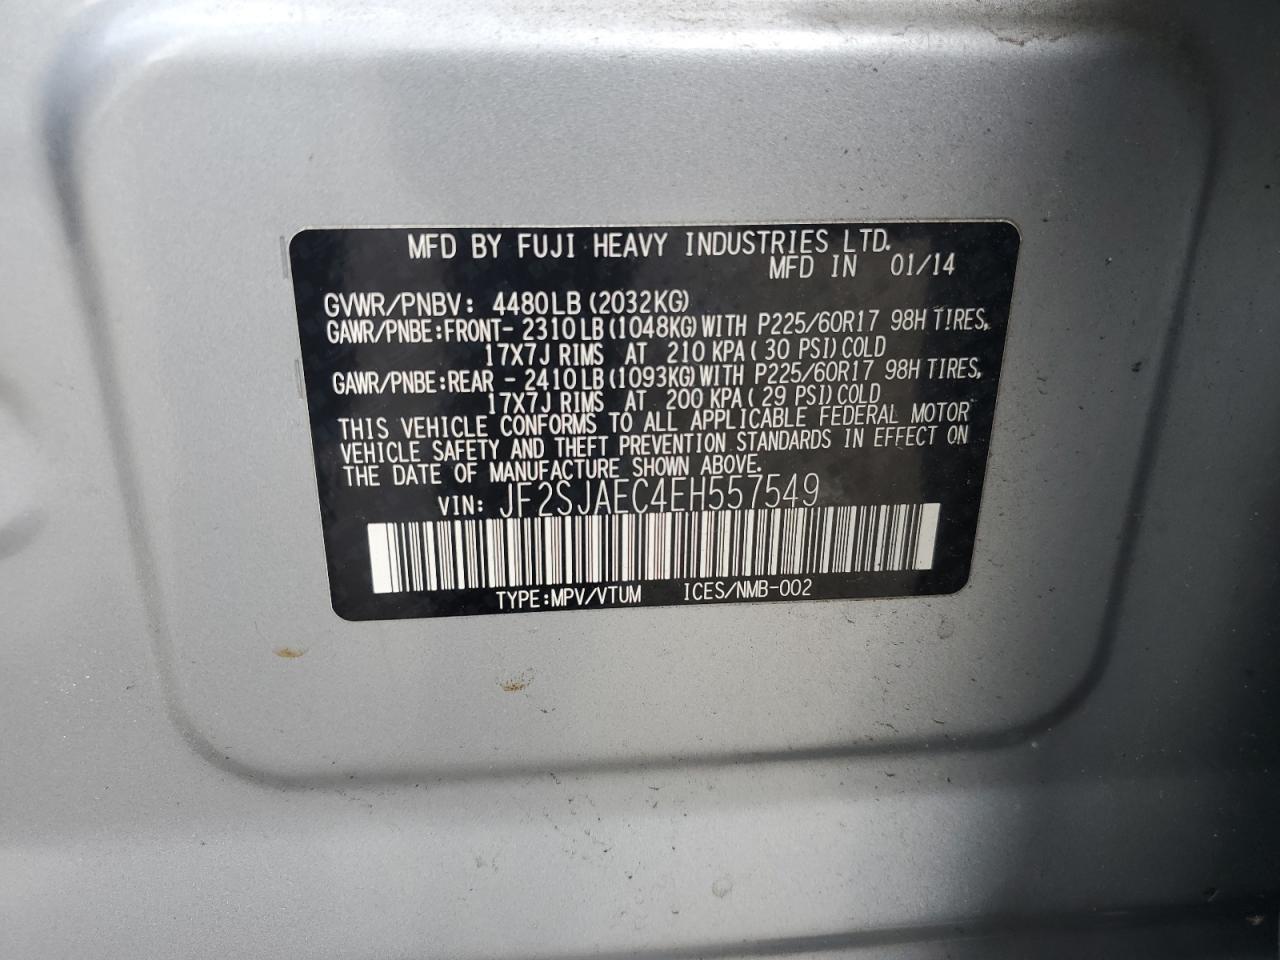 MFD BY FUJI HEAVY INDUSTRIES LTD.
MFD IN 01/14
GVWR/PNBV: 4480LB(2032KG)
GAWR/PNBE:FRONT- 2310LB(1048KG)WITH P225/60R17 98H TIRES,
17X7J RIMS AT 210 KPA(30 PSI)COLD
GAWR/PNBE:REAR - 2410LB(1093KG)WITH P225/60R17 98H TIRES,
17X7J RIMS AT 200 KPA(29 PSI)COLD
THIS VEHICLE CONFORMS TO ALL APPLICABLE FEDERAL MOTOR
VEHICLE SAFETY AND THEFT PREVENTION STANDARDS IN EFFECT ON
THE DATE OF MANUFACTURE SHOWN ABOVE.
VIN: JF2SJAEC4EH557549
TYPE:MPV/VTUM ICES/NMB-002